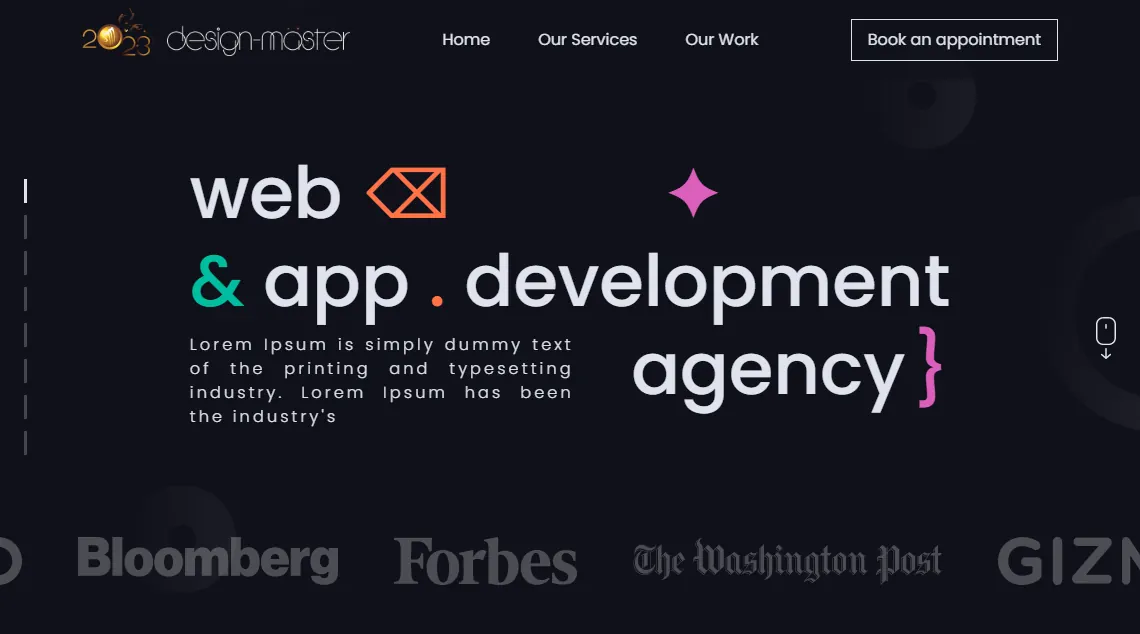 2023 design-master
Home
Our Services
Our Work
Book an appointment
web
& app . development
agency }
Lorem Ipsum is simply dummy text
of the printing and typesetting
industry. Lorem Ipsum has been
the industry's
Bloomberg
Forbes
The Washington Post